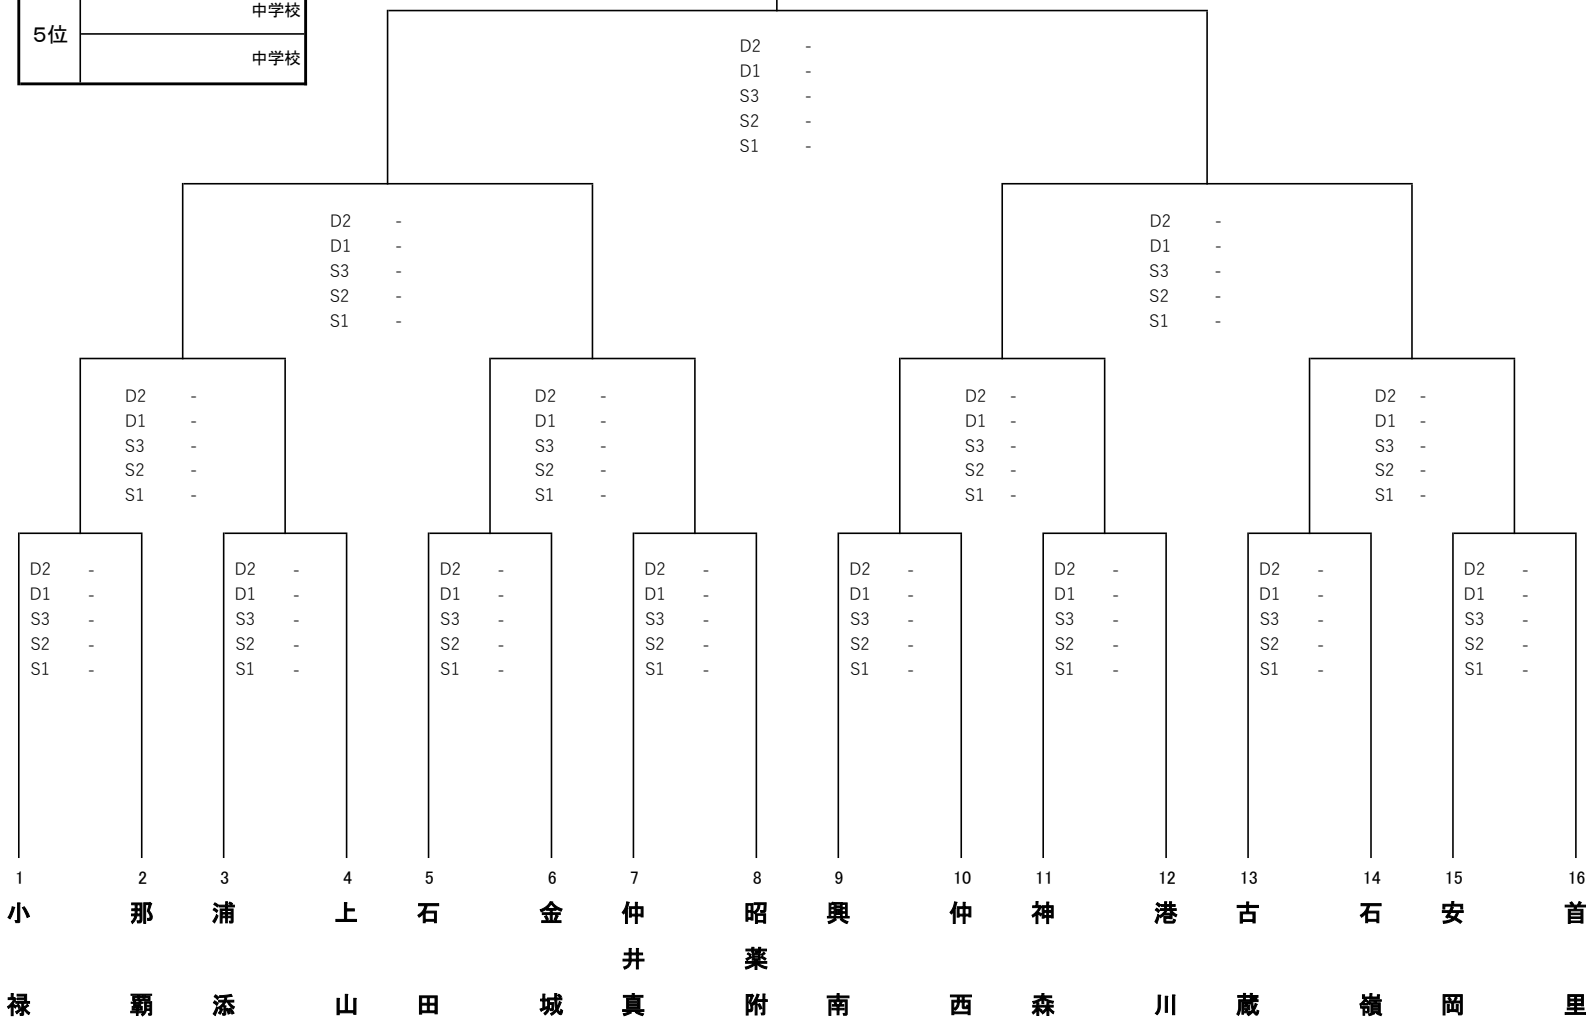 中学校
5位
中学校
D2 -
D1 -
S3 -
S2 -
S1 -
D2 - D2 -
D1 - D1 -
S3 - S3 -
S2 - S2 -
S1 - S1 -
D2 - D2 - D2 - D2 -
D1 - D1 - D1 - D1 -
S3 - S3 - S3 - S3 -
S2 - S2 - S2 - S2 -
S1 - S1 - S1 - S1 -
D2 - D2 - D2 - D2 - D2 - D2 - D2 - D2 -
D1 - D1 - D1 - D1 - D1 - D1 - D1 - D1 -
S3 - S3 - S3 - S3 - S3 - S3 - S3 - S3 -
S2 - S2 - S2 - S2 - S2 - S2 - S2 - S2 -
S1 - S1 - S1 - S1 - S1 - S1 - S1 - S1 -
1 2 3 4 5 6 7 8 9 10 11 12 13 14 15 16
小禄
那覇
浦添
上山
石田
金城
仲井真
昭薬附
興南
仲西
神森
港川
古蔵
石嶺
安岡
首里